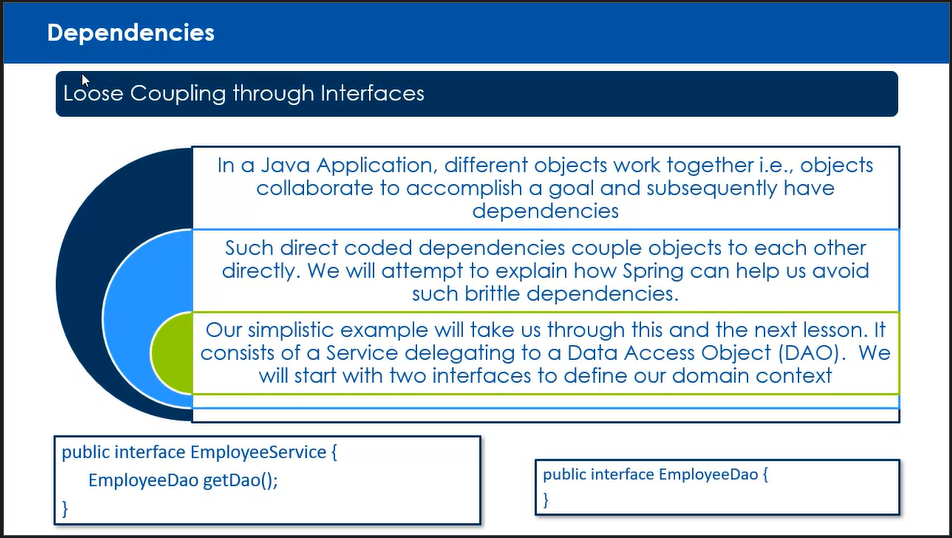 Dependencies
Loose Coupling through Interfaces
In a Java Application, different objects work together i.e., objects
collaborate to accomplish a goal and subsequently have
dependencies
Such direct coded dependencies couple objects to each other
directly. We will attempt to explain how Spring can help us avoid
such brittle dependencies.
Our simplistic example will take us through this and the next lesson. It
consists of a Service delegating to a Data Access Object (DAO).  We
will start with two interfaces to define our domain context
public interface EmployeeService {
EmployeeDao getDao();
}
public interface EmployeeDao {
}